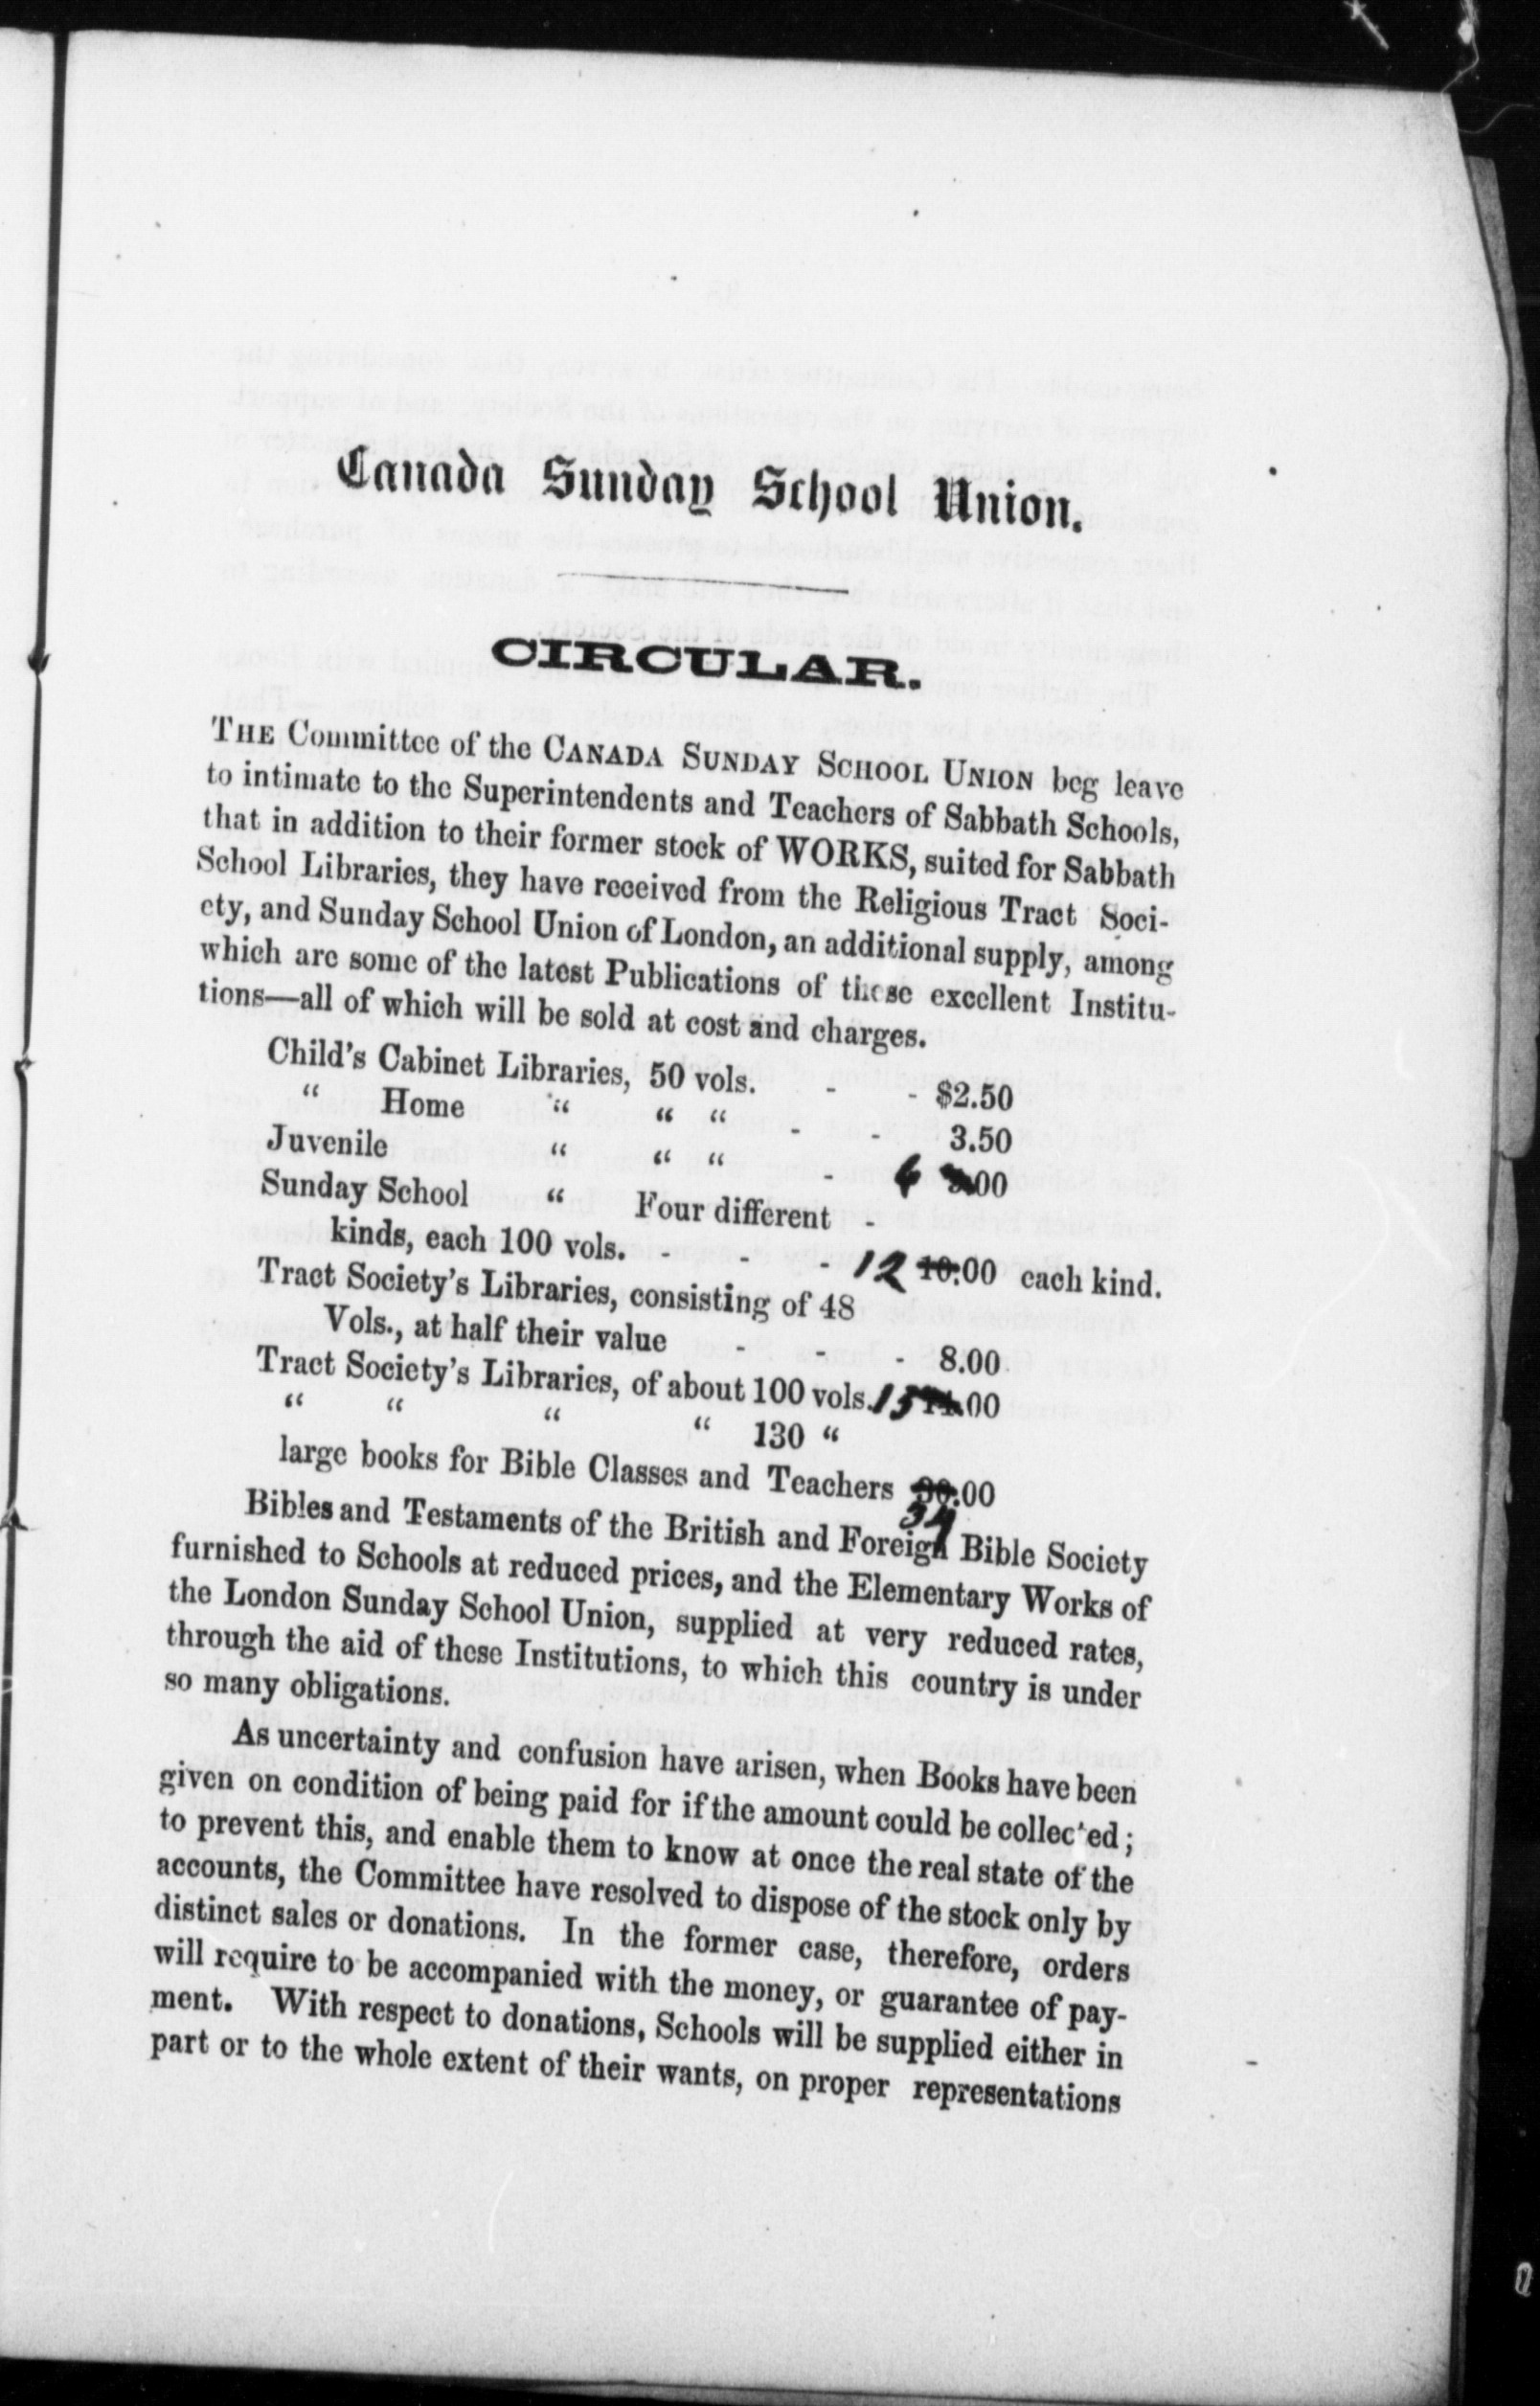 Canada Sunday School Union.
CIRCULAR.
THE Committee of the CANADA SUNDAY SCHOOL UNION beg leave
to intimate to the Superintendents and Teachers of Sabbath Schools,
that in addition to their former stock of WORKS, suited for Sabbath
School Libraries, they have received from the Religious Tract Soci-
ety, and Sunday School Union of London, an additional supply, among
which are some of the latest Publications of these excellent Institu-
tions—all of which will be sold at cost and charges.
Child's Cabinet Libraries, 50 vols. - - $2.50
“ Home “ “ “ - - 3.50
Juvenile “ “ “ - 6 .00
Sunday School “ Four different -
kinds, each 100 vols. - - - 12 10.00 each kind.
Tract Society's Libraries, consisting of 48
Vols., at half their value - - - 8.00
Tract Society's Libraries, of about 100 vols. 15 .00
“ “ “ “ 130 “
large books for Bible Classes and Teachers 30.00
34
Bibles and Testaments of the British and Foreign Bible Society
furnished to Schools at reduced prices, and the Elementary Works of
the London Sunday School Union, supplied at very reduced rates,
through the aid of these Institutions, to which this country is under
so many obligations.
As uncertainty and confusion have arisen, when Books have been
given on condition of being paid for if the amount could be collected;
to prevent this, and enable them to know at once the real state of the
accounts, the Committee have resolved to dispose of the stock only by
distinct sales or donations. In the former case, therefore, orders
will require to be accompanied with the money, or guarantee of pay-
ment. With respect to donations, Schools will be supplied either in
part or to the whole extent of their wants, on proper representations